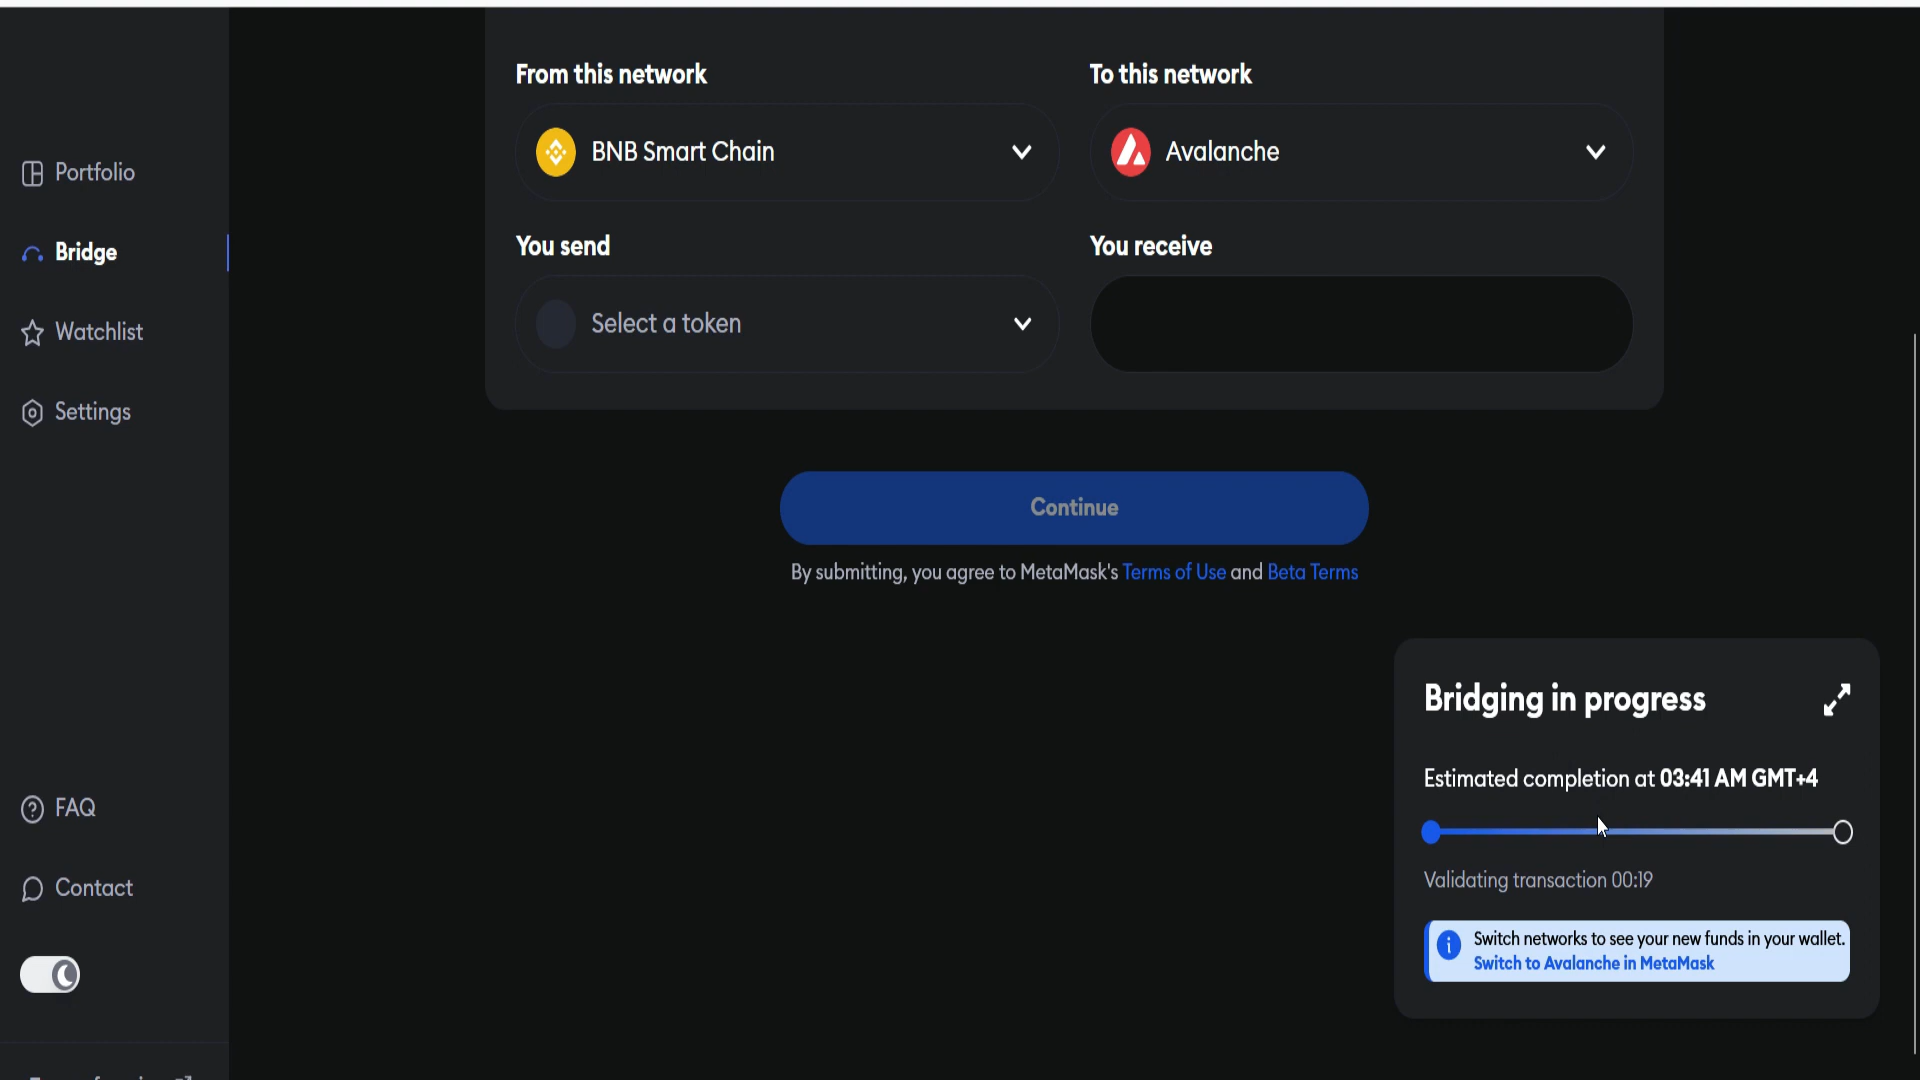 Portfolio
Bridge
Watchlist
Settings
FAQ
Contact
From this network
To this network
BNB Smart Chain
Avalanche
You send
You receive
Select a token
Continue
By submitting, you agree to MetaMask's Terms of Use and Beta Terms
Bridging in progress
Estimated completion at 03:41 AM GMT+4
Validating transaction 00:19
Switch networks to see your new funds in your wallet.
Switch to Avalanche in MetaMask